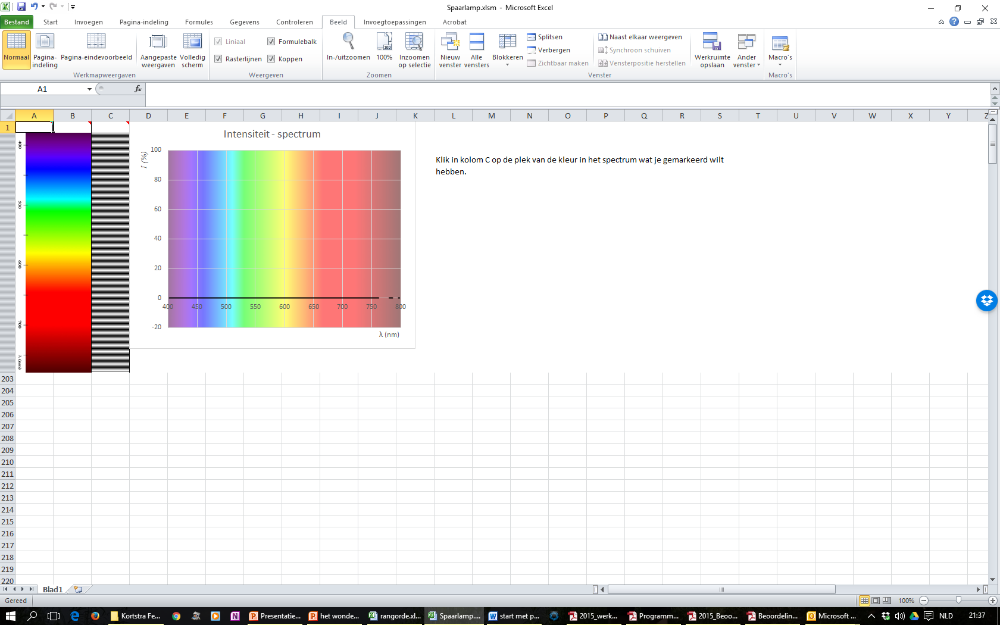 Spaarlamp.xlsm - Microsoft Excel
Bestand Start Invoegen Pagina-indeling Formules Gegevens Controleren Beeld Invoegtoepassingen Acrobat
Normaal
Pagina-
indeling
Pagina-eindevoorbeeld
Aangepaste
weergaven
Volledig
scherm
Werkmapweergaven
Liniaal
Formulebalk
Rasterlijnen
Koppen
Weergeven
In-/uitzoomen
100%
Inzoomen
op selectie
Zoomen
Nieuw
venster
Alle
vensters
Blokkeren
Splitsen
Verbergen
Zichtbaar maken
Naast elkaar weergeven
Synchroon schuiven
Vensterpositie herstellen
Venster
Werkruimte
opslaan
Ander
venster
Macro's
Macro's
A1
fx
A B C D E F G H I J K L M N O P Q R S T U V W X Y Z
1
400
500
600
700
λ (nm)
Intensiteit - spectrum
I (%)
100
80
60
40
20
0
400 450 500 550 600 650 700 750 800
-20
λ (nm)
Klik in kolom C op de plek van de kleur in het spectrum wat je gemarkeerd wilt
hebben.
203
204
205
206
207
208
209
210
211
212
213
214
215
216
217
218
219
220
Blad1
Gereed
100%
Kortstra Fe... Presentatie... het wonde... rangorde.xl... Spaarlamp.... start met p... 2015_werk... Programm... 2015_Beoo... Beoordelin... Microsoft ... NLD 21:37